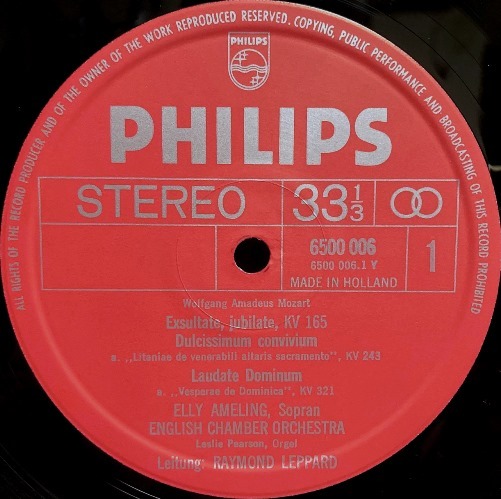 ALL RIGHTS OF THE RECORD PRODUCER AND OF THE OWNER OF THE WORK REPRODUCED RESERVED. COPYING, PUBLIC PERFORMANCE AND BROADCASTING OF THIS RECORD PROHIBITED
PHILIPS
PHILIPS
STEREO 33 1/3
6500 006
6500 006.1 Y 1
MADE IN HOLLAND
Wolfgang Amadeus Mozart
Exsultate, jubilate, KV 165
Dulcissimum convivium
a. „Litaniae de venerabili altaris sacramento", KV 243
Laudate Dominum
a. „Vesperae de Dominica", KV 321
ELLY AMELING, Sopran
ENGLISH CHAMBER ORCHESTRA
Leslie Pearson, Orgel
Leitung: RAYMOND LEPPARD